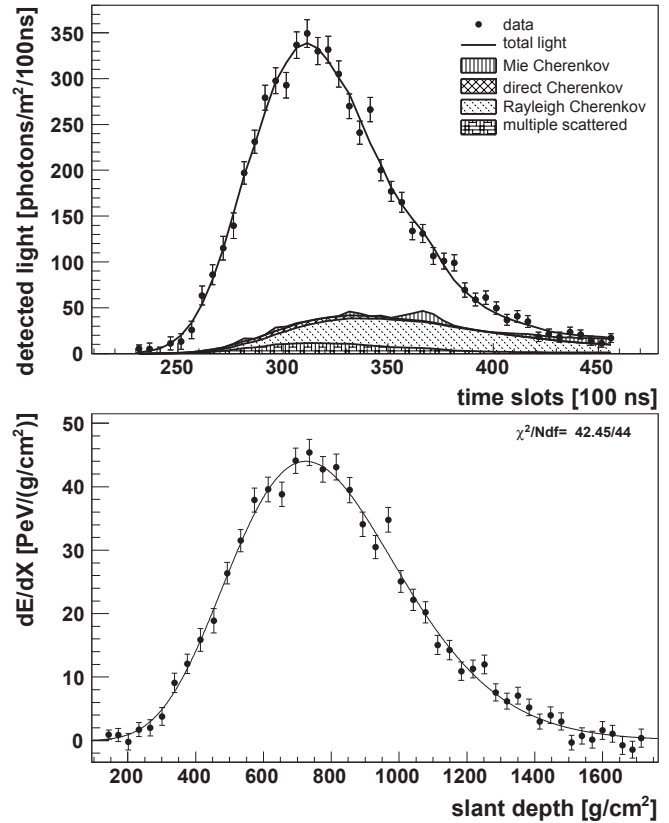 detected light [photons/m²/100ns]
350
300
250
200
150
100
50
0
data
total light
Mie Cherenkov
direct Cherenkov
Rayleigh Cherenkov
multiple scattered
250 300 350 400 450
time slots [100 ns]
dE/dX [PeV/(g/cm²)]
50
40
30
20
10
0
χ²/Ndf= 42.45/44
200 400 600 800 1000 1200 1400 1600
slant depth [g/cm²]